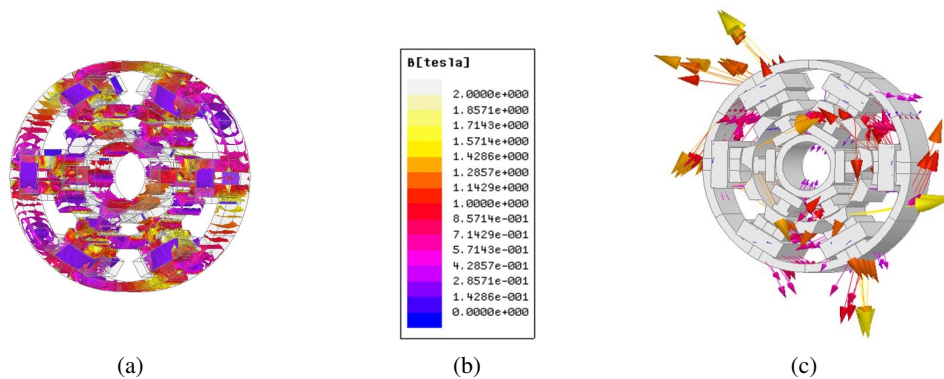 B[tesla]
2.0000e+000
1.8571e+000
1.7143e+000
1.5714e+000
1.4286e+000
1.2857e+000
1.1429e+000
1.0000e+000
8.5714e-001
7.1429e-001
5.7143e-001
4.2857e-001
2.8571e-001
1.4286e-001
0.0000e+000
(a)
(b)
(c)